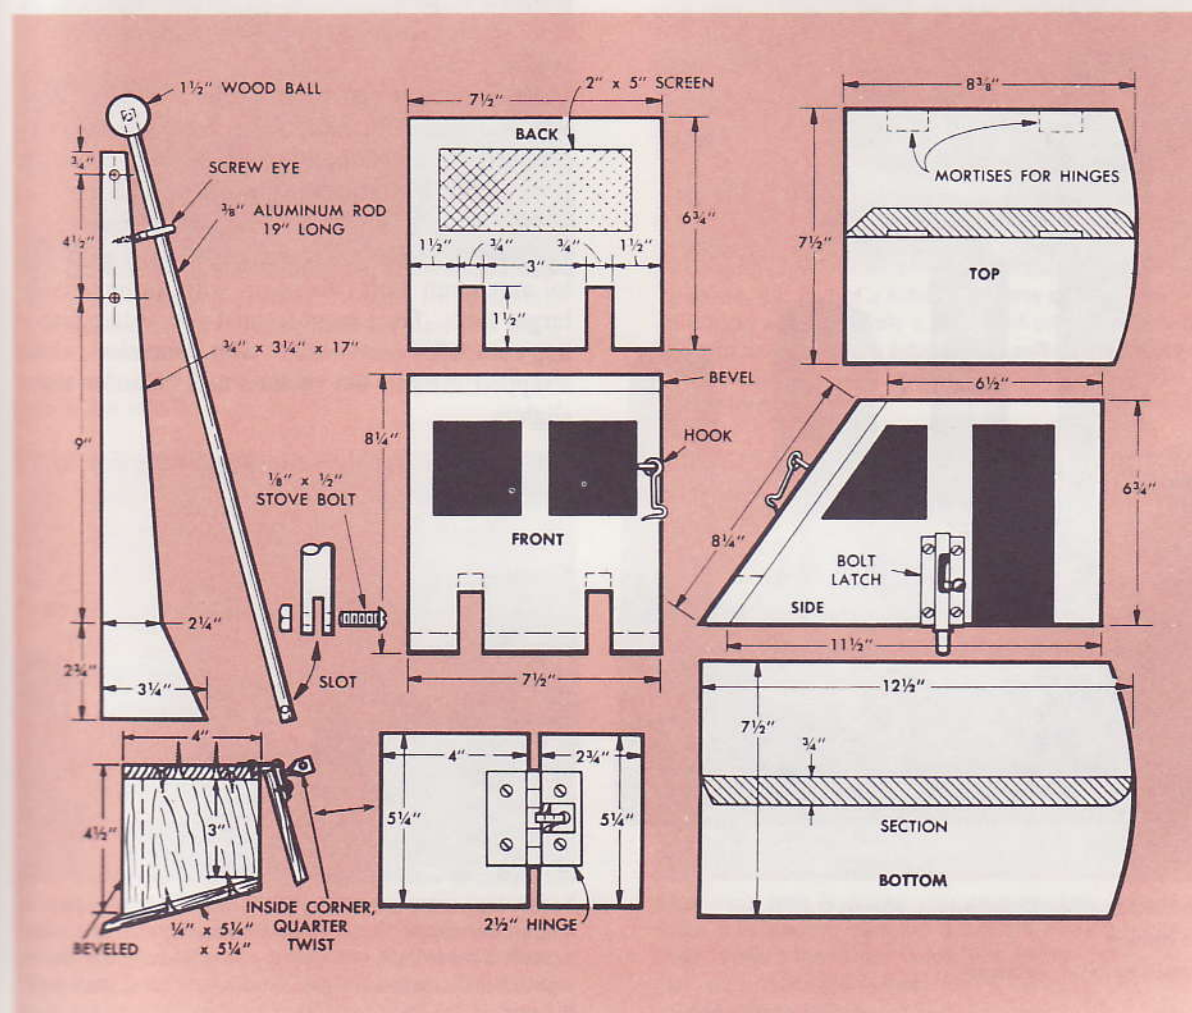 1½" WOOD BALL
¾"
SCREW EYE
⅜" ALUMINUM ROD
19" LONG
4½"
¾" x 3¼" x 17"
9"
2¼"
2¾"
3¼"
⅛" x ½"
STOVE BOLT
SLOT
7½"
2" x 5" SCREEN
BACK
6¾"
1½"
¾"
¾"
1½"
3"
1½"
8⅜"
MORTISES FOR HINGES
7½"
TOP
BEVEL
8¼"
HOOK
FRONT
7½"
6½"
6¾"
8¼"
BOLT
LATCH
SIDE
11½"
12½"
7½"
¾"
SECTION
BOTTOM
4"
4½"
3"
BEVELED
¼" x 5¼"
x 5¼"
INSIDE CORNER,
QUARTER
TWIST
4"
2¾"
5¼"
5¼"
2½" HINGE